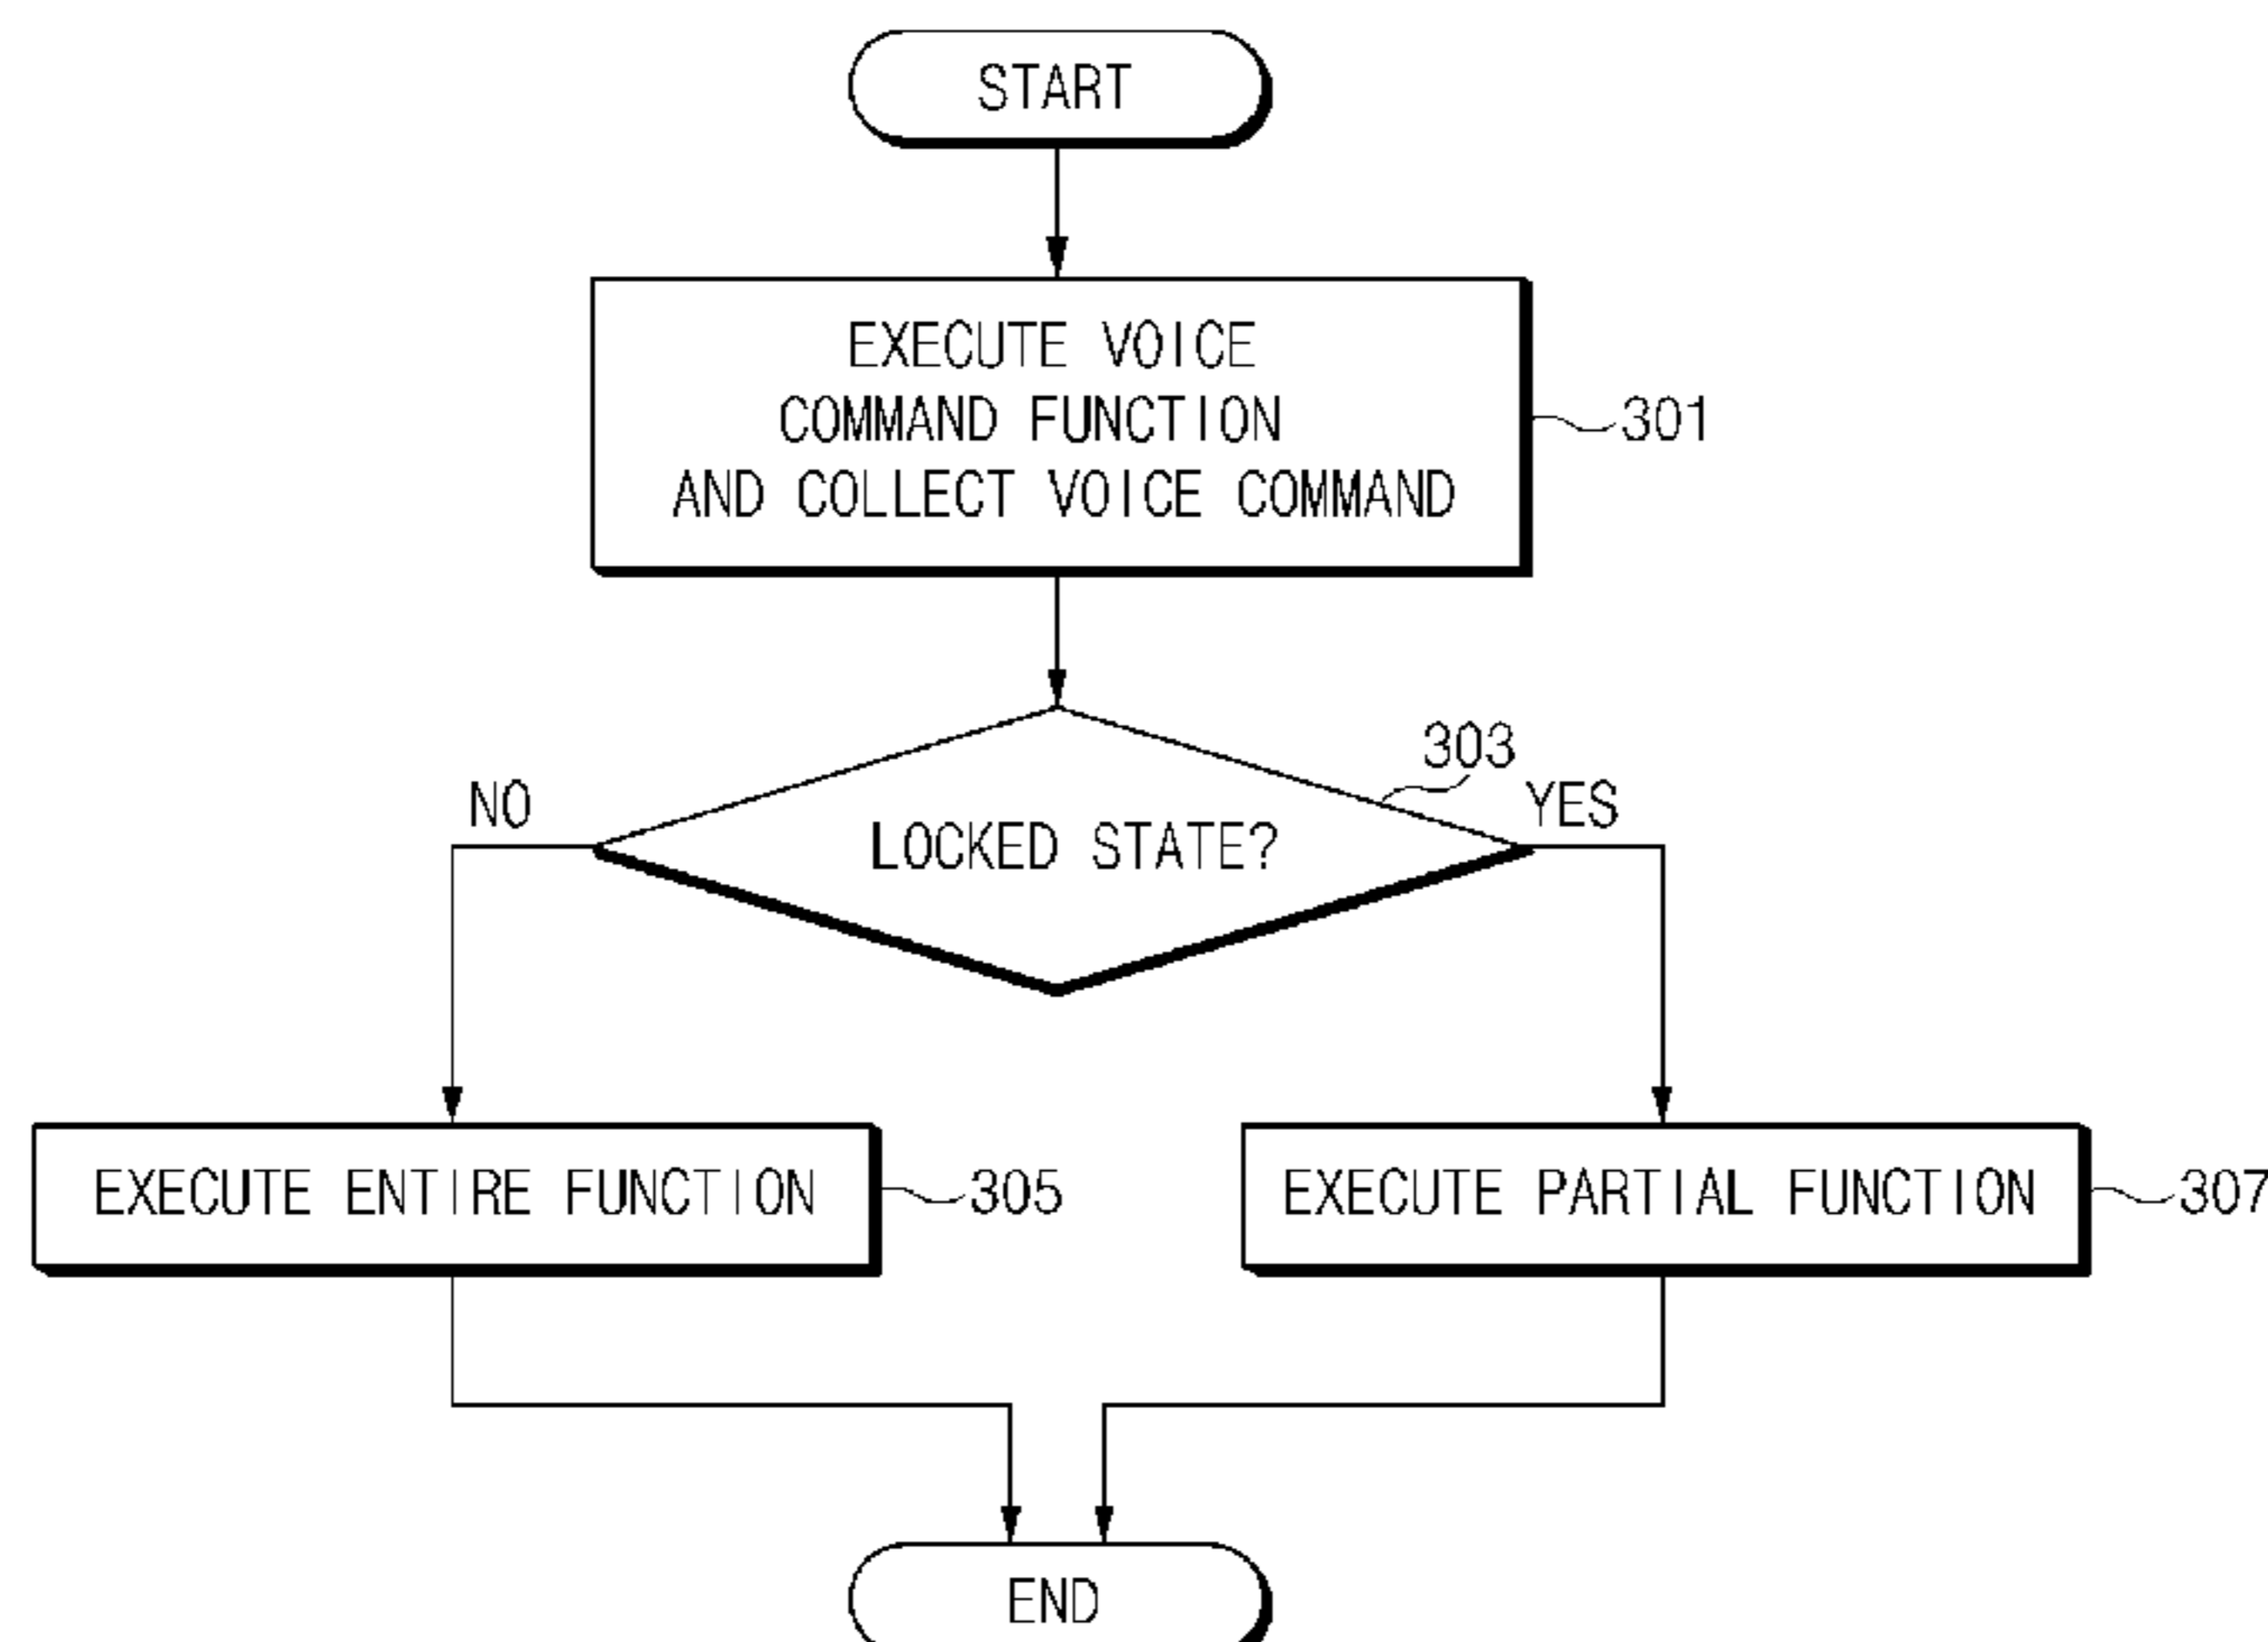 START
EXECUTE VOICE
COMMAND FUNCTION
AND COLLECT VOICE COMMAND
301
303
NO
YES
LOCKED STATE?
EXECUTE ENTIRE FUNCTION
305
EXECUTE PARTIAL FUNCTION
307
END